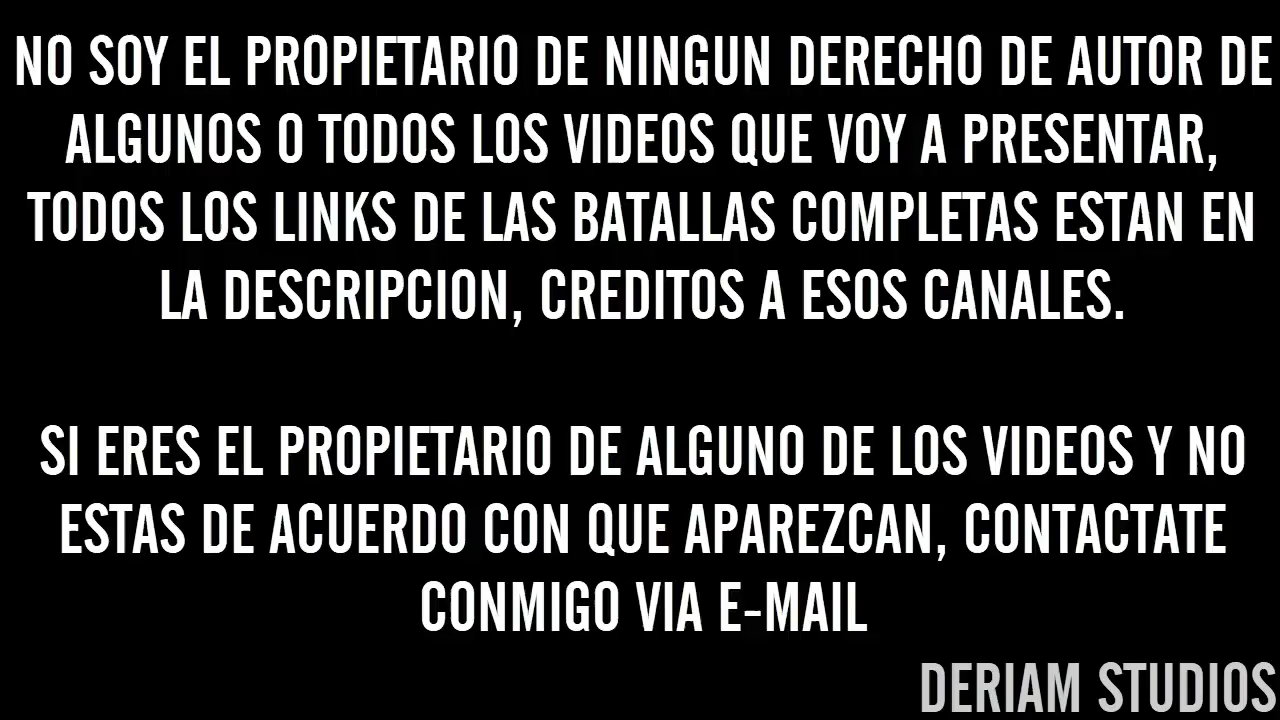 NO SOY EL PROPIETARIO DE NINGUN DERECHO DE AUTOR DE
ALGUNOS O TODOS LOS VIDEOS QUE VOY A PRESENTAR,
TODOS LOS LINKS DE LAS BATALLAS COMPLETAS ESTAN EN
LA DESCRIPCION, CREDITOS A ESOS CANALES.
SI ERES EL PROPIETARIO DE ALGUNO DE LOS VIDEOS Y NO
ESTAS DE ACUERDO CON QUE APAREZCAN, CONTACTATE
CONMIGO VIA E-MAIL
DERIAM STUDIOS